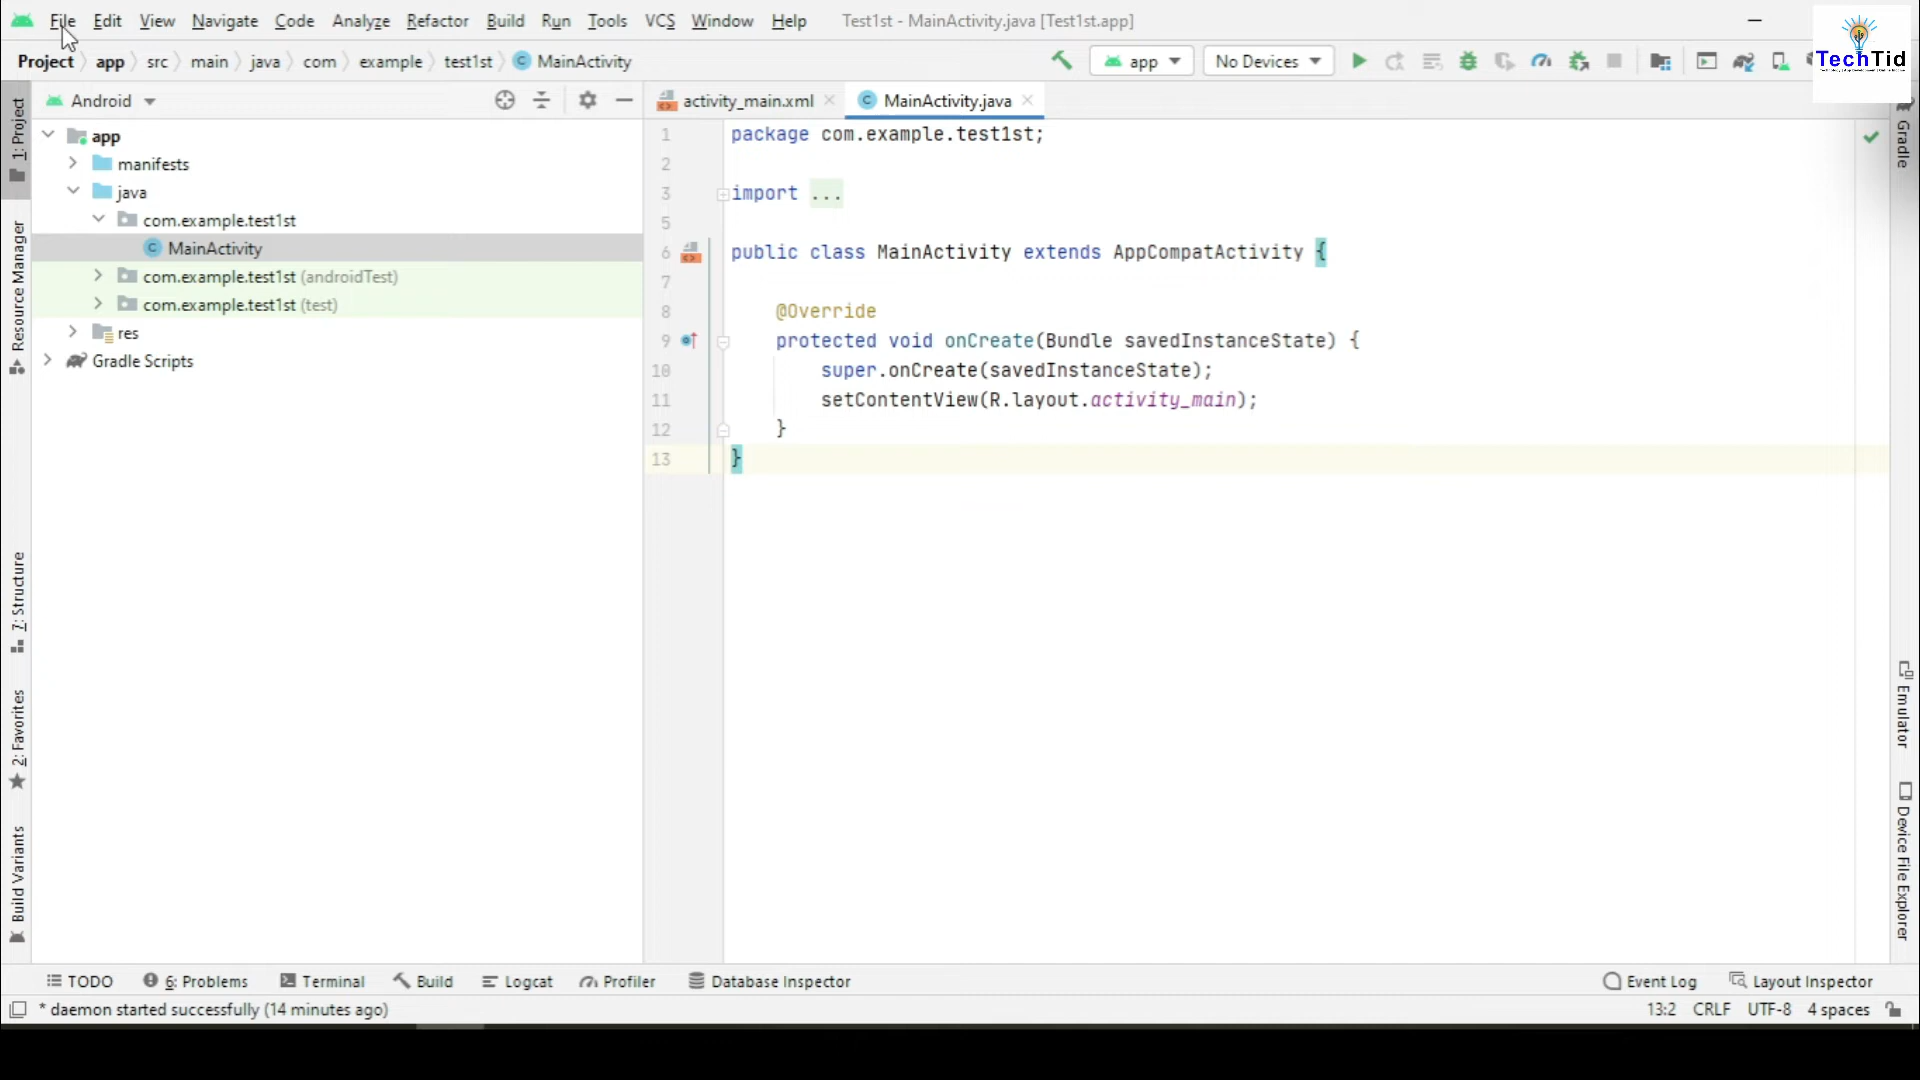 File Edit View Navigate Code Analyze Refactor Build Run Tools VCS Window Help Test1st - MainActivity.java [Test1st.app]
TechTid
Project app src main java com example test1st MainActivity app No Devices
Android
activity_main.xml MainActivity.java
1: Project
Resource Manager
7: Structure
2: Favorites
Build Variants
app
manifests
java
com.example.test1st
MainActivity
com.example.test1st (androidTest)
com.example.test1st (test)
res
Gradle Scripts
1 package com.example.test1st;
2
3 import ...
5
6 public class MainActivity extends AppCompatActivity {
7
8 @Override
9 protected void onCreate(Bundle savedInstanceState) {
10 super.onCreate(savedInstanceState);
11 setContentView(R.layout.activity_main);
12 }
13 }
Gradle
Emulator
Device File Explorer
TODO 6: Problems Terminal Build Logcat Profiler Database Inspector Event Log Layout Inspector
* daemon started successfully (14 minutes ago) 13:2 CRLF UTF-8 4 spaces